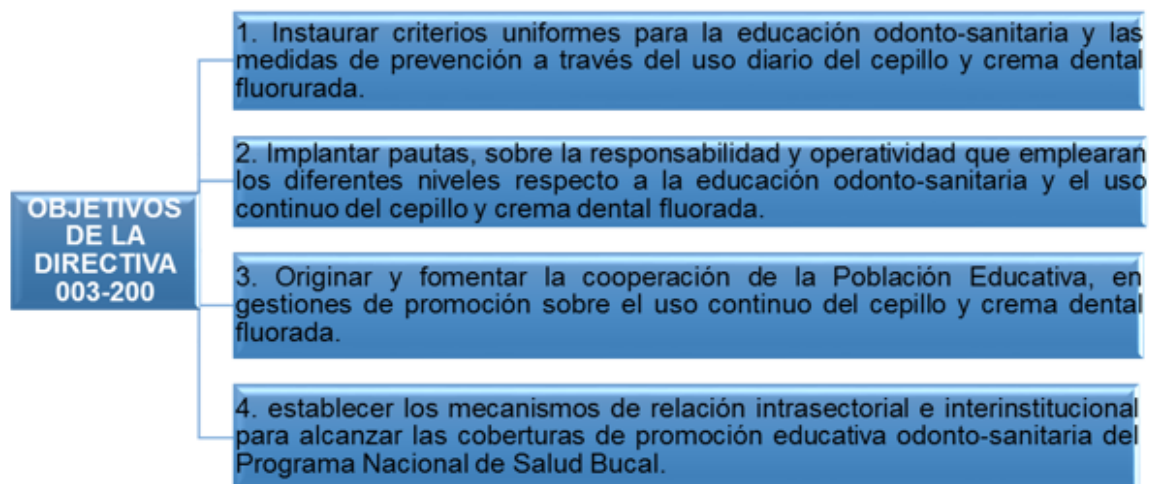 1. Instaurar criterios uniformes para la educación odonto-sanitaria y las
medidas de prevención a través del uso diario del cepillo y crema dental
fluorurada.
2. Implantar pautas, sobre la responsabilidad y operatividad que emplearan
los diferentes niveles respecto a la educación odonto-sanitaria y el uso
continuo del cepillo y crema dental fluorada.
OBJETIVOS
DE LA
DIRECTIVA
003-200
3. Originar y fomentar la cooperación de la Población Educativa, en
gestiones de promoción sobre el uso continuo del cepillo y crema dental
fluorada.
4. establecer los mecanismos de relación intrasectorial e interinstitucional
para alcanzar las coberturas de promoción educativa odonto-sanitaria del
Programa Nacional de Salud Bucal.